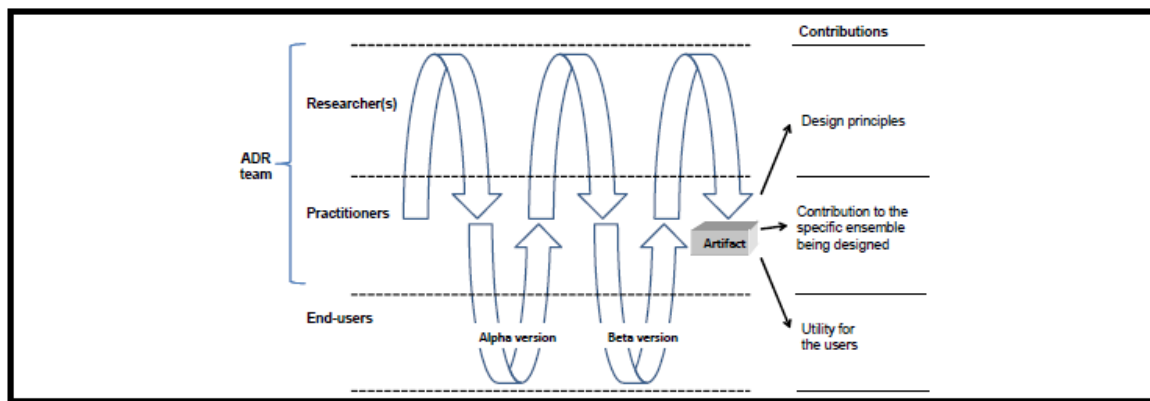 Contributions
Researcher(s)
Design principles
ADR
team
Practitioners
Contribution to the
specific ensemble
being designed
Artifact
End-users
Alpha version
Beta version
Utility for
the users